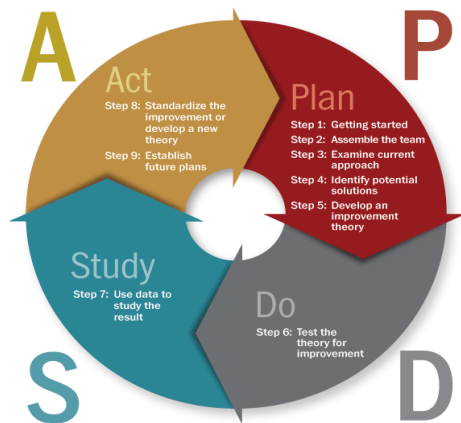 A
P
Act
Step 8: Standardize the
improvement or
develop a new
theory
Step 9: Establish
future plans
Plan
Step 1: Getting started
Step 2: Assemble the team
Step 3: Examine current
approach
Step 4: Identify potential
solutions
Step 5: Develop an
improvement
theory
Study
Step 7: Use data to
study the
result
Do
Step 6: Test the
theory for
improvement
S
D